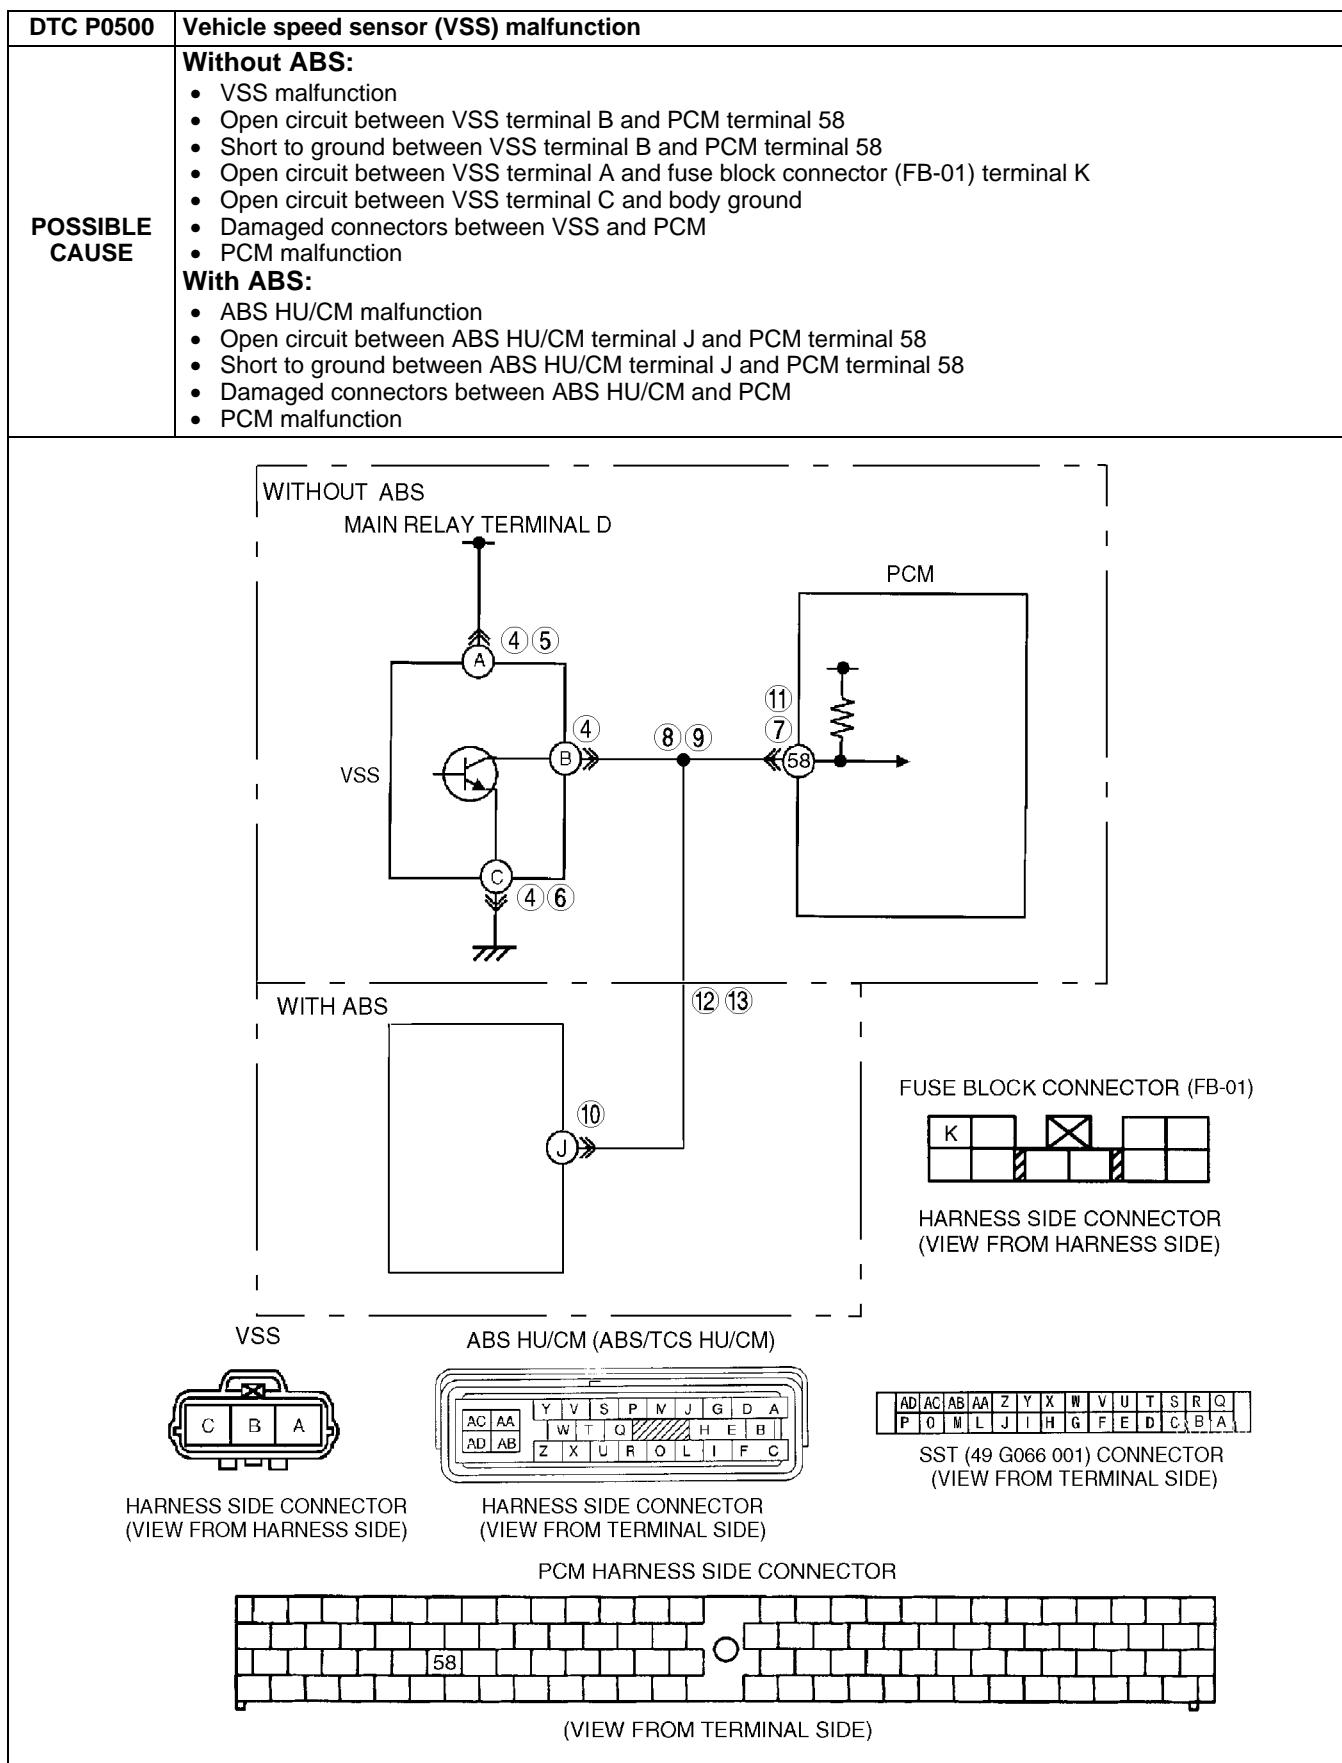 DTC P0500 Vehicle speed sensor (VSS) malfunction
POSSIBLE CAUSE
Without ABS:
• VSS malfunction
• Open circuit between VSS terminal B and PCM terminal 58
• Short to ground between VSS terminal B and PCM terminal 58
• Open circuit between VSS terminal A and fuse block connector (FB-01) terminal K
• Open circuit between VSS terminal C and body ground
• Damaged connectors between VSS and PCM
• PCM malfunction
With ABS:
• ABS HU/CM malfunction
• Open circuit between ABS HU/CM terminal J and PCM terminal 58
• Short to ground between ABS HU/CM terminal J and PCM terminal 58
• Damaged connectors between ABS HU/CM and PCM
• PCM malfunction
WITHOUT ABS
MAIN RELAY TERMINAL D
PCM
A ④ ⑤
⑪
④ ⑧ ⑨ ⑦
VSS B 58
C ④ ⑥
WITH ABS ⑫ ⑬
⑩
J
FUSE BLOCK CONNECTOR (FB-01)
K
HARNESS SIDE CONNECTOR
(VIEW FROM HARNESS SIDE)
VSS
C B A
HARNESS SIDE CONNECTOR
(VIEW FROM HARNESS SIDE)
ABS HU/CM (ABS/TCS HU/CM)
AC AA
AD AB
Y V S P M J G D A
W T Q H E B
Z X U R O L I F C
HARNESS SIDE CONNECTOR
(VIEW FROM TERMINAL SIDE)
AD AC AB AA Z Y X W V U T S R Q
P O M L J I H G F E D C B A
SST (49 G066 001) CONNECTOR
(VIEW FROM TERMINAL SIDE)
PCM HARNESS SIDE CONNECTOR
58
(VIEW FROM TERMINAL SIDE)